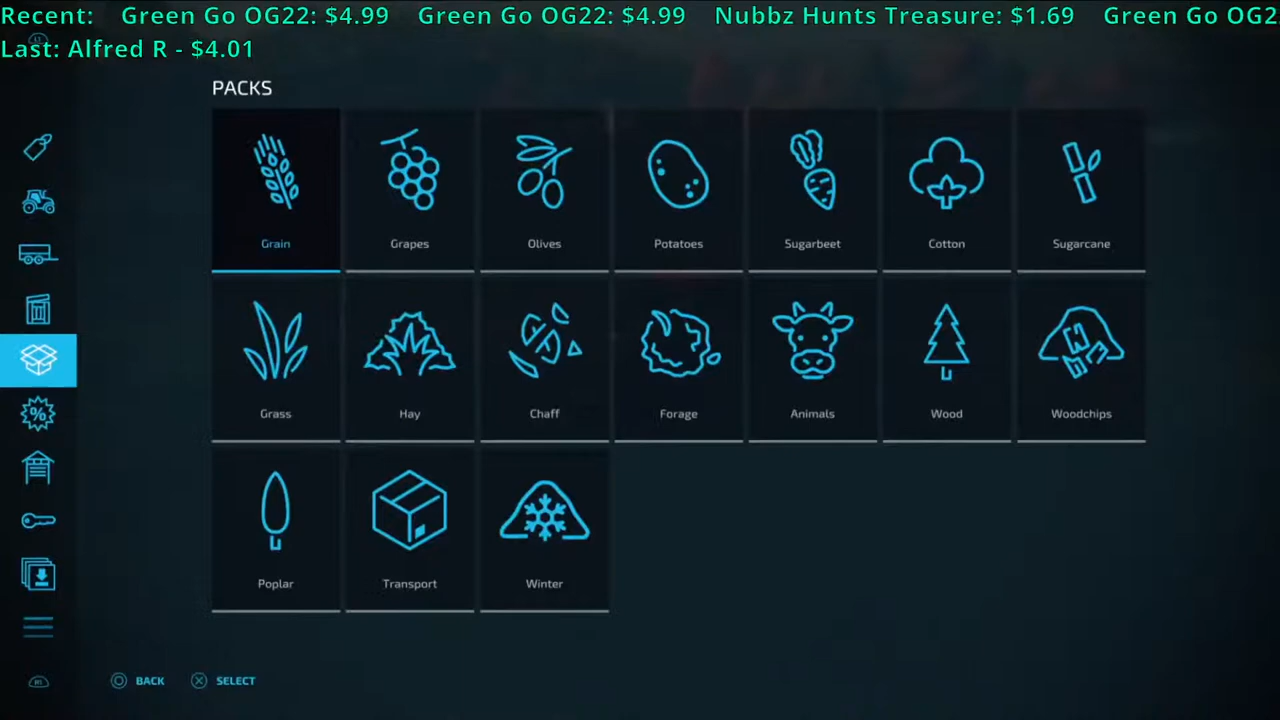 Recent: Green Go OG22: $4.99 Green Go OG22: $4.99 Nubbz Hunts Treasure: $1.69 Green Go OG2
Last: Alfred R - $4.01
PACKS
Grain Grapes Olives Potatoes Sugarbeet Cotton Sugarcane
Grass Hay Chaff Forage Animals Wood Woodchips
Poplar Transport Winter
BACK SELECT